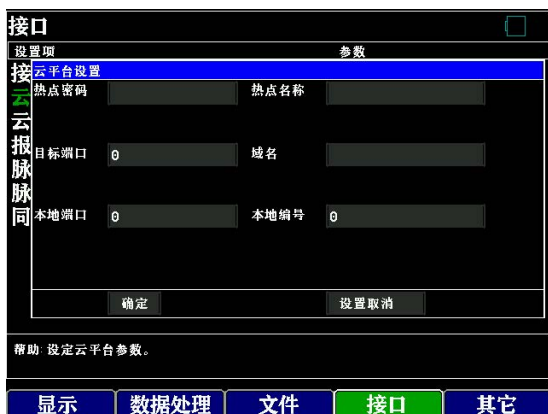 接口
设置项 参数
接
云
云
报
脉
脉
同
云平台设置
热点密码 热点名称
目标端口 0 域名
本地端口 0 本地编号 0
确定 设置取消
帮助:设定云平台参数。
显示 数据处理 文件 接口 其它